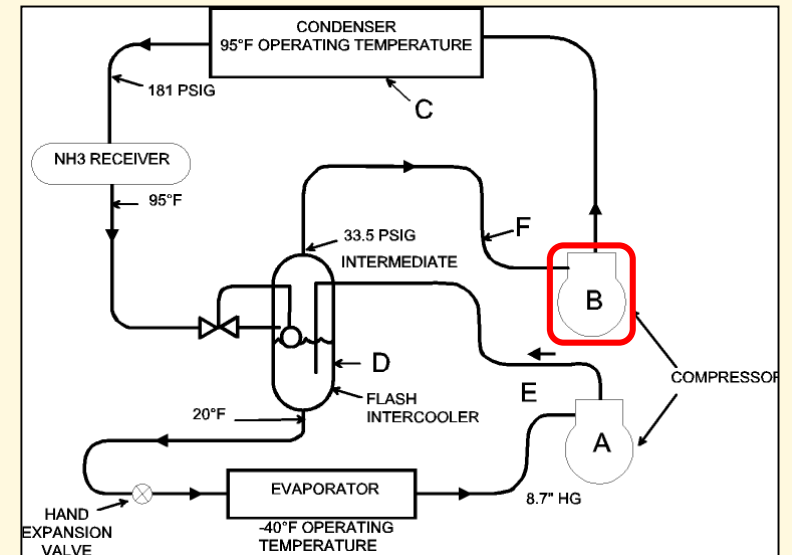 CONDENSER
95°F OPERATING TEMPERATURE
181 PSIG
C
NH3 RECEIVER
95°F
33.5 PSIG
INTERMEDIATE
F
B
D
COMPRESSOR
FLASH
INTERCOOLER
E
20°F
A
EVAPORATOR
8.7" HG
HAND
EXPANSION
VALVE
-40°F OPERATING
TEMPERATURE